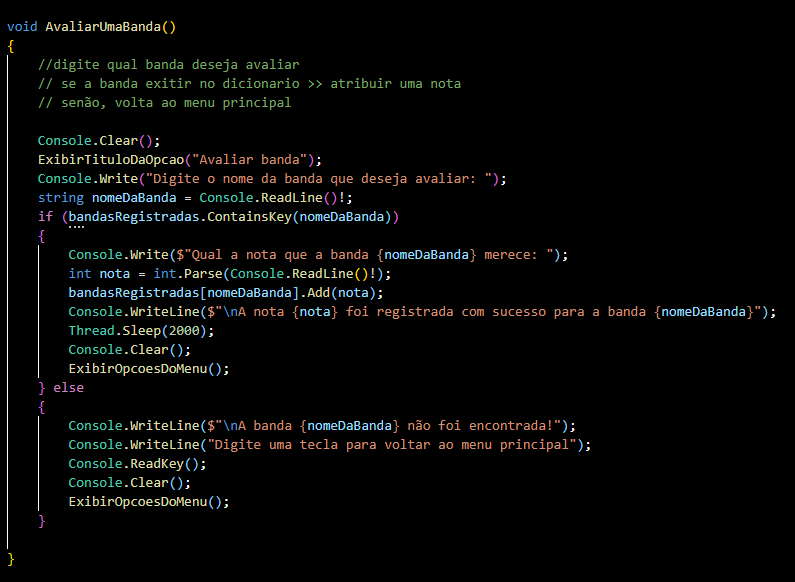 void AvaliarUmaBanda()
{
    //digite qual banda deseja avaliar
    // se a banda exitir no dicionario >> atribuir uma nota
    // senão, volta ao menu principal

    Console.Clear();
    ExibirTituloDaOpcao("Avaliar banda");
    Console.Write("Digite o nome da banda que deseja avaliar: ");
    string nomeDaBanda = Console.ReadLine()!;
    if (bandasRegistradas.ContainsKey(nomeDaBanda))
    {
        Console.Write($"Qual a nota que a banda {nomeDaBanda} merece: ");
        int nota = int.Parse(Console.ReadLine()!);
        bandasRegistradas[nomeDaBanda].Add(nota);
        Console.WriteLine($"\nA nota {nota} foi registrada com sucesso para a banda {nomeDaBanda}");
        Thread.Sleep(2000);
        Console.Clear();
        ExibirOpcoesDoMenu();
    } else
    {
        Console.WriteLine($"\nA banda {nomeDaBanda} não foi encontrada!");
        Console.WriteLine("Digite uma tecla para voltar ao menu principal");
        Console.ReadKey();
        Console.Clear();
        ExibirOpcoesDoMenu();
    }

}